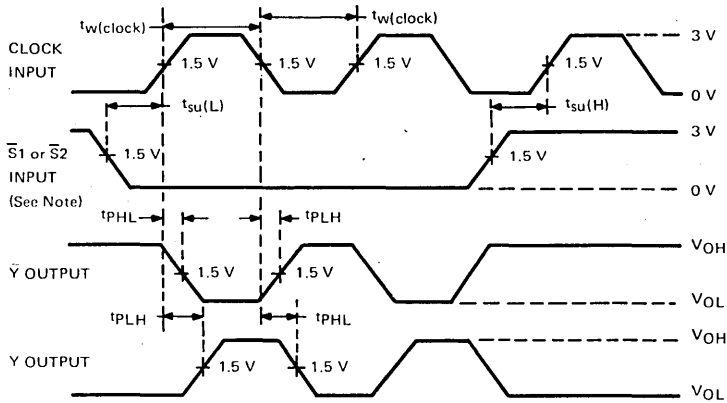 tw(clock) tw(clock)
CLOCK INPUT
1.5 V 1.5 V 1.5 V 1.5 V
3 V
0 V
tsu(L) tsu(H)
S̅1 or S̅2 INPUT (See Note)
1.5 V 1.5 V
3 V
0 V
tPHL tPLH
Y̅ OUTPUT
1.5 V 1.5 V
VOH
VOL
tPLH tPHL
Y OUTPUT
1.5 V 1.5 V
VOH
VOL